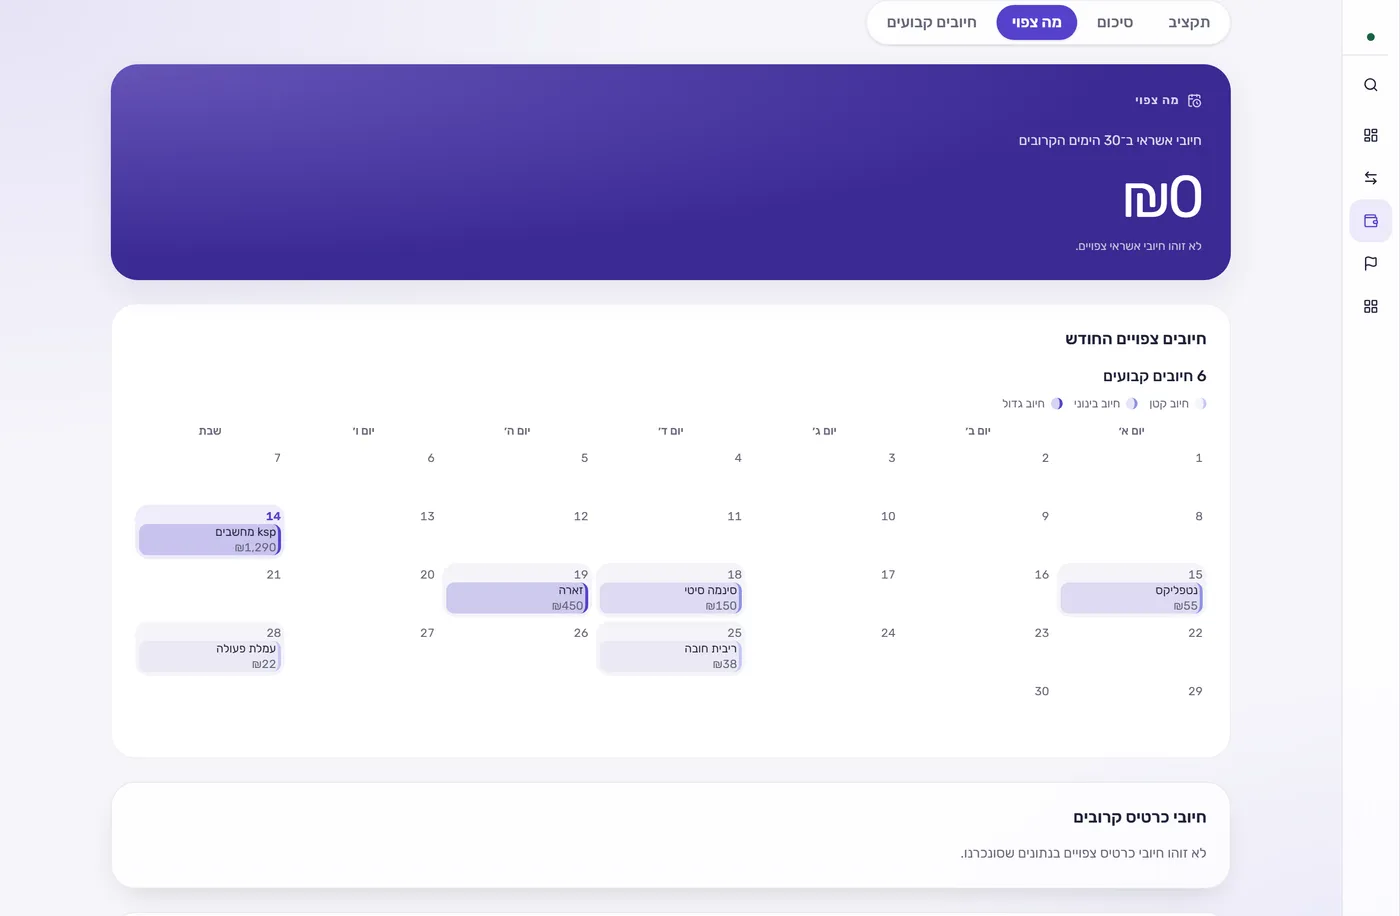 תקציב
סיכום
מה צפוי
חיובים קבועים
מה צפוי
חיובי אשראי ב־30 הימים הקרובים
₪0
לא זוהו חיובי אשראי צפויים.
חיובים צפויים החודש
6 חיובים קבועים
חיוב קטן חיוב בינוני חיוב גדול
יום א׳ יום ב׳ יום ג׳ יום ד׳ יום ה׳ יום ו׳ שבת
1 2 3 4 5 6 7
8 9 10 11 12 13 14
ksp מחשבים
₪1,290
15 16 17 18 19 20 21
נטפליקס סינמה סיטי זארה
₪55 ₪150 ₪450
22 23 24 25 26 27 28
ריבית חובה עמלת פעולה
₪38 ₪22
29 30
חיובי כרטיס קרובים
לא זוהו חיובי כרטיס צפויים בנתונים שסונכרנו.